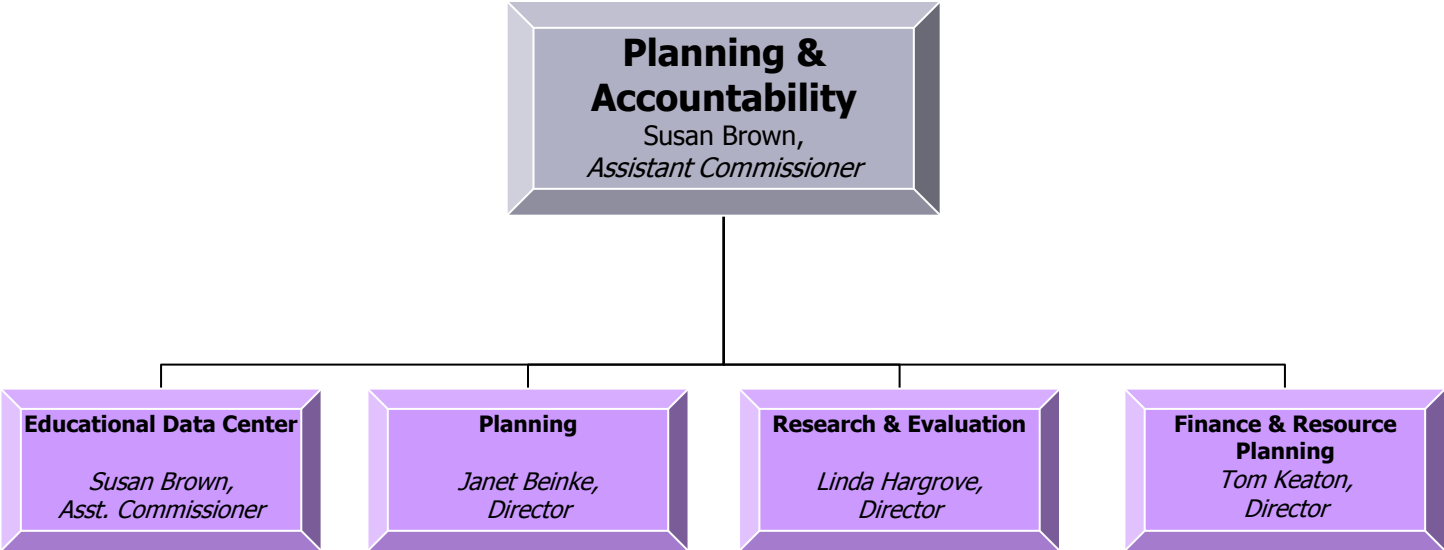 Planning &
Accountability
Susan Brown,
Assistant Commissioner
Educational Data Center
Susan Brown,
Asst. Commissioner
Planning
Janet Beinke,
Director
Research & Evaluation
Linda Hargrove,
Director
Finance & Resource
Planning
Tom Keaton,
Director